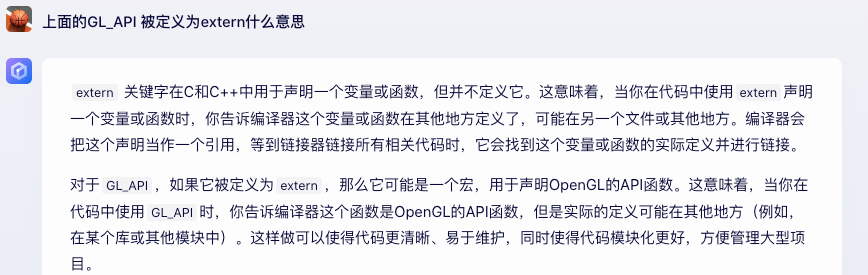 上面的GL_API 被定义为extern什么意思
extern 关键字在C和C++中用于声明一个变量或函数，但并不定义它。这意味着，当你在代码中使用 extern 声明
一个变量或函数时，你告诉编译器这个变量或函数在其他地方定义了，可能在另一个文件或其他地方。编译器会
把这个声明当作一个引用，等到链接器链接所有相关代码时，它会找到这个变量或函数的实际定义并进行链接。
对于 GL_API ，如果它被定义为 extern ，那么它可能是一个宏，用于声明OpenGL的API函数。这意味着，当你在
代码中使用 GL_API 时，你告诉编译器这个函数是OpenGL的API函数，但是实际的定义可能在其他地方（例如，
在某个库或其他模块中）。这样做可以使得代码更清晰、易于维护，同时使得代码模块化更好，方便管理大型项
目。